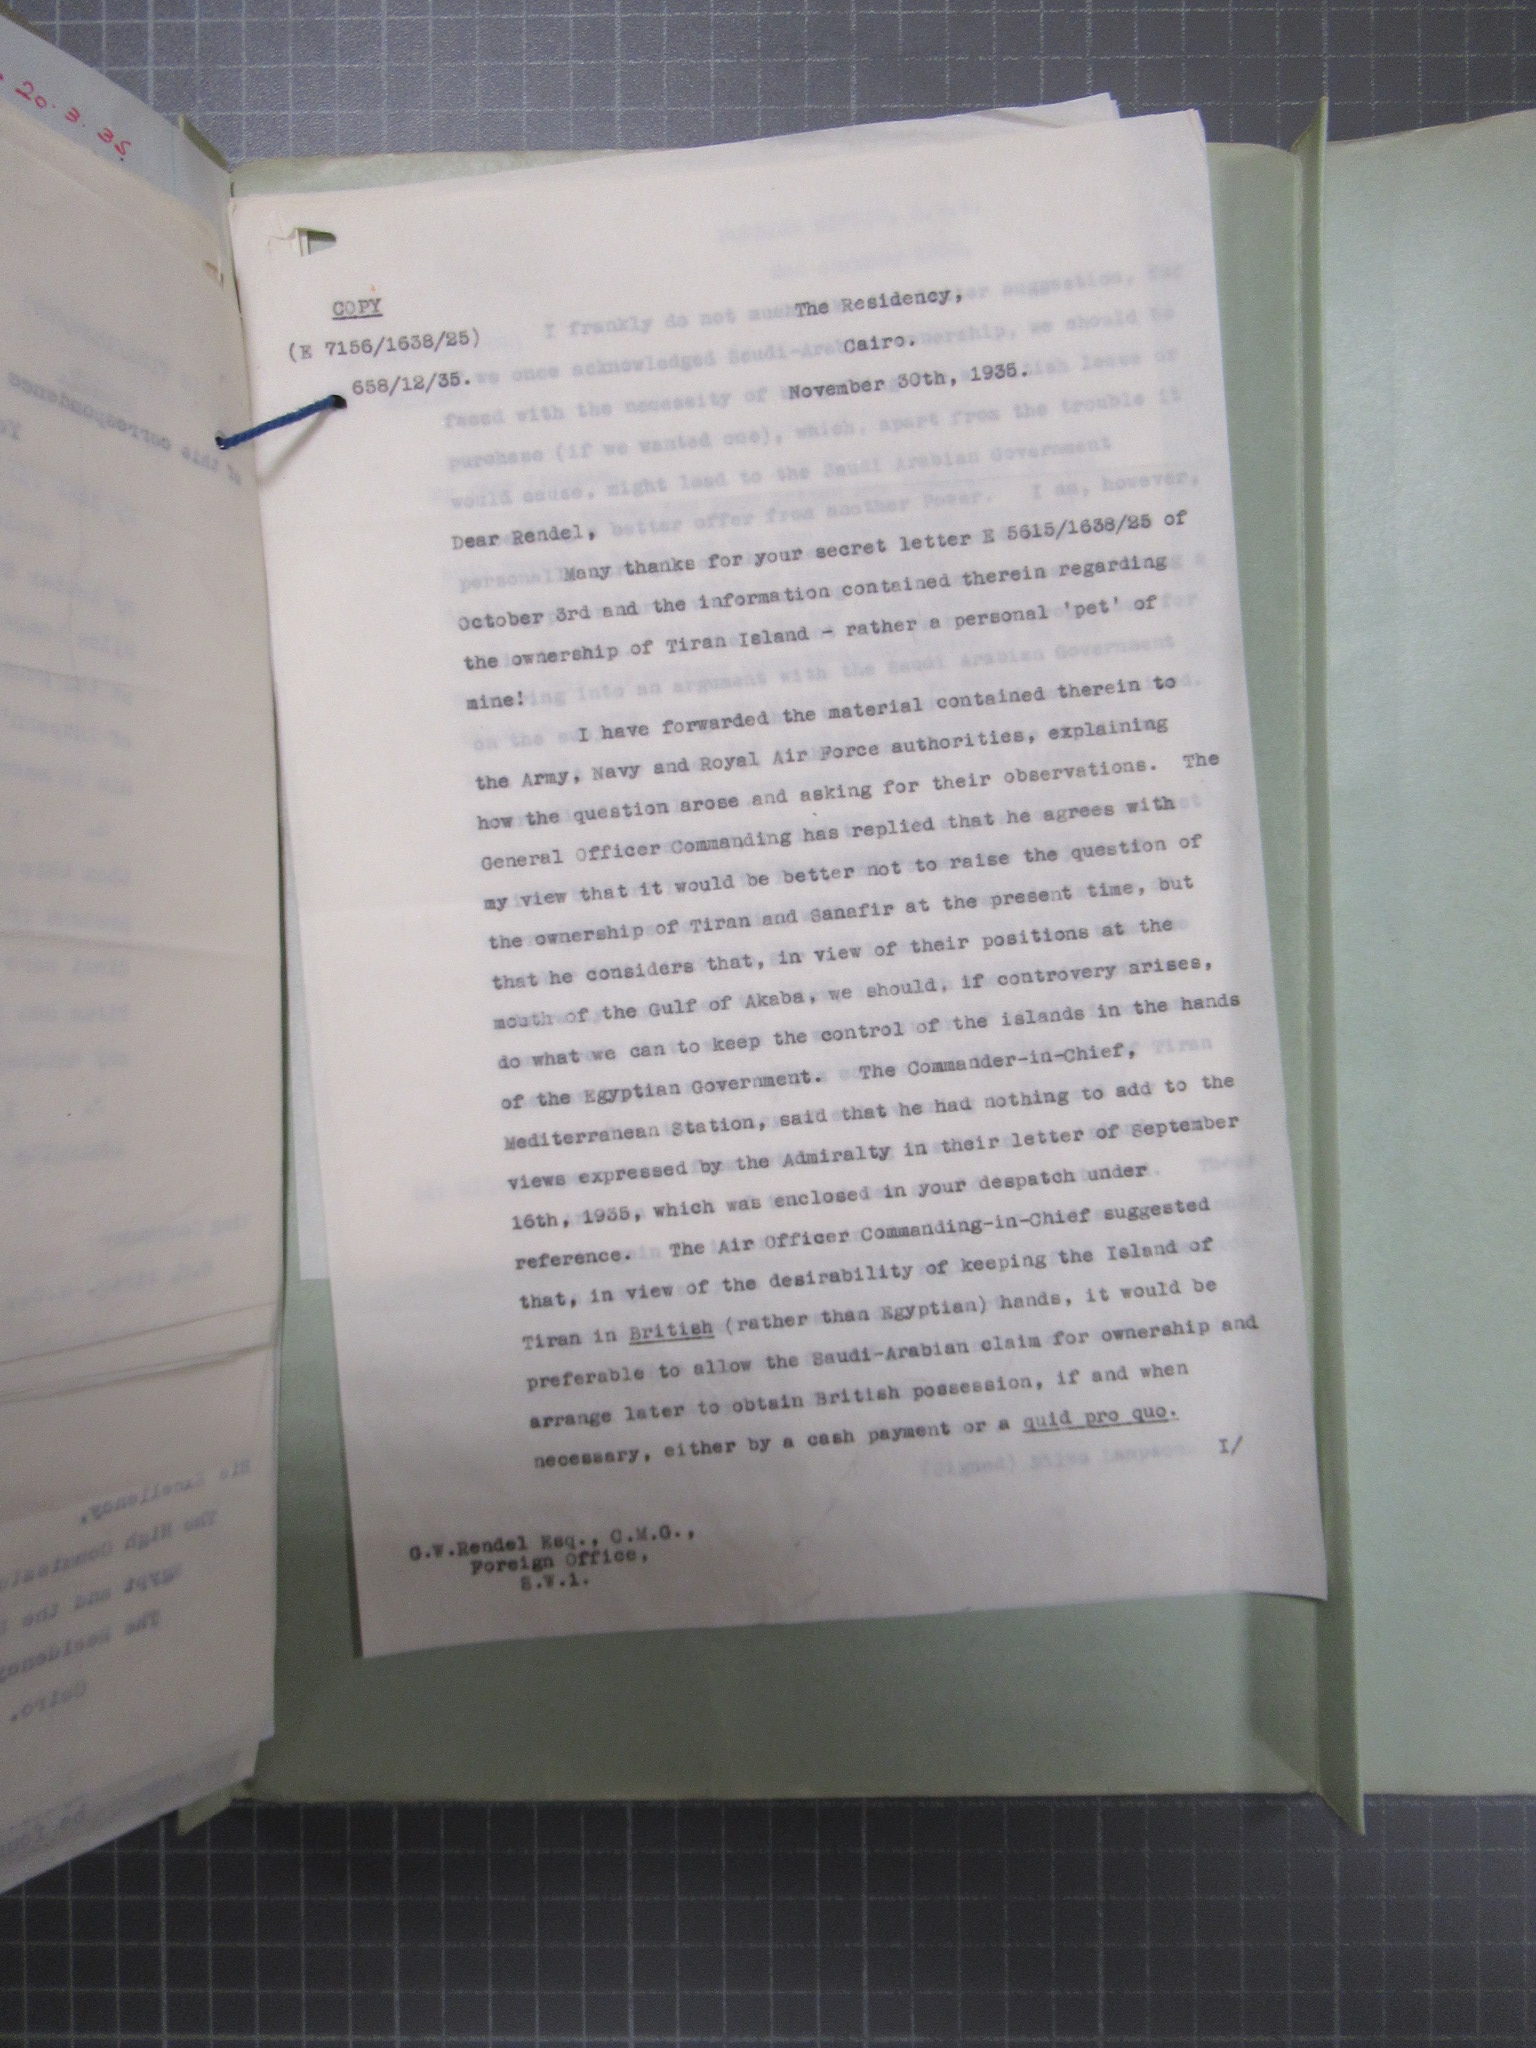 20.3.35.
COPY
(E 7156/1638/25)
658/12/35.
The Residency,
Cairo.
November 30th, 1935.
Dear Rendel,
Many thanks for your secret letter E 5615/1638/25 of
October 3rd and the information contained therein regarding
the ownership of Tiran Island - rather a personal 'pet' of
mine!
I have forwarded the material contained therein to
the Army, Navy and Royal Air Force authorities, explaining
how the question arose and asking for their observations. The
General Officer Commanding has replied that he agrees with
my view that it would be better not to raise the question of
the ownership of Tiran and Sanafir at the present time, but
that he considers that, in view of their positions at the
mouth of the Gulf of Akaba, we should, if controvery arises,
do what we can to keep the control of the islands in the hands
of the Egyptian Government. The Commander-in-Chief,
Mediterranean Station, said that he had nothing to add to the
views expressed by the Admiralty in their letter of September
16th, 1935, which was enclosed in your despatch under
reference. The Air Officer Commanding-in-Chief suggested
that, in view of the desirability of keeping the Island of
Tiran in British (rather than Egyptian) hands, it would be
preferable to allow the Saudi-Arabian claim for ownership and
arrange later to obtain British possession, if and when
necessary, either by a cash payment or a quid pro quo.
I/
G.W.Rendel Esq., C.M.G.,
Foreign Office,
S.W.1.